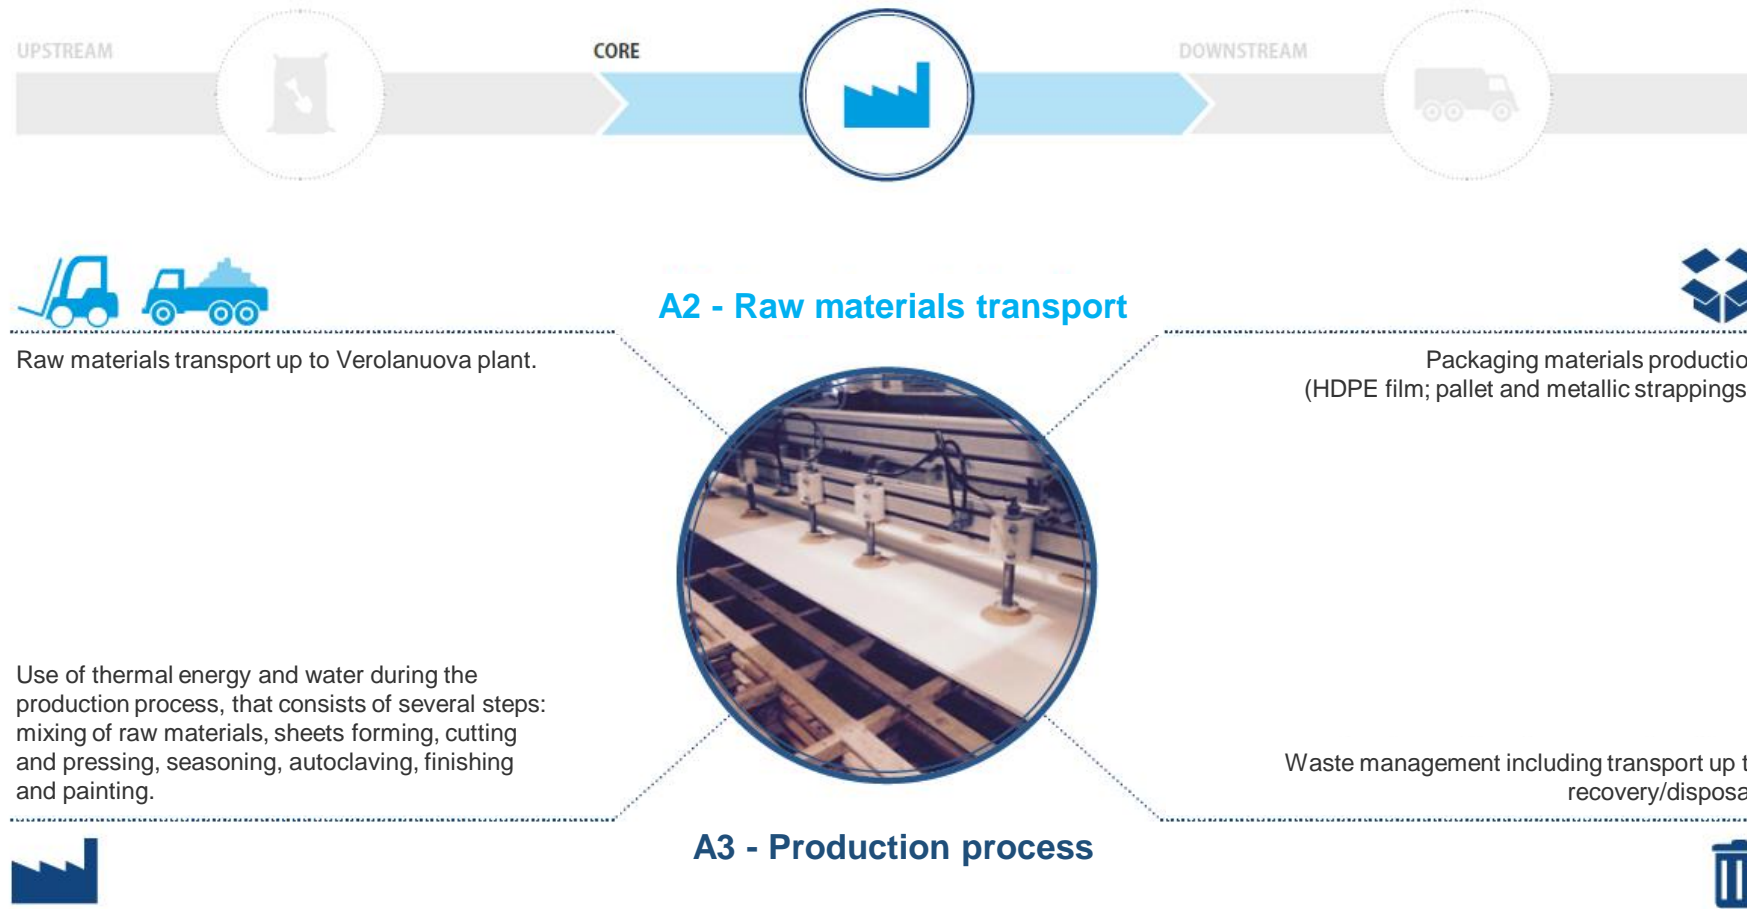 UPSTREAM
CORE
DOWNSTREAM
A2 - Raw materials transport
Raw materials transport up to Verolanuova plant.
Packaging materials productio
(HDPE film; pallet and metallic strappings
Use of thermal energy and water during the
production process, that consists of several steps:
mixing of raw materials, sheets forming, cutting
and pressing, seasoning, autoclaving, finishing
and painting.
Waste management including transport up t
recovery/disposa
A3 - Production process